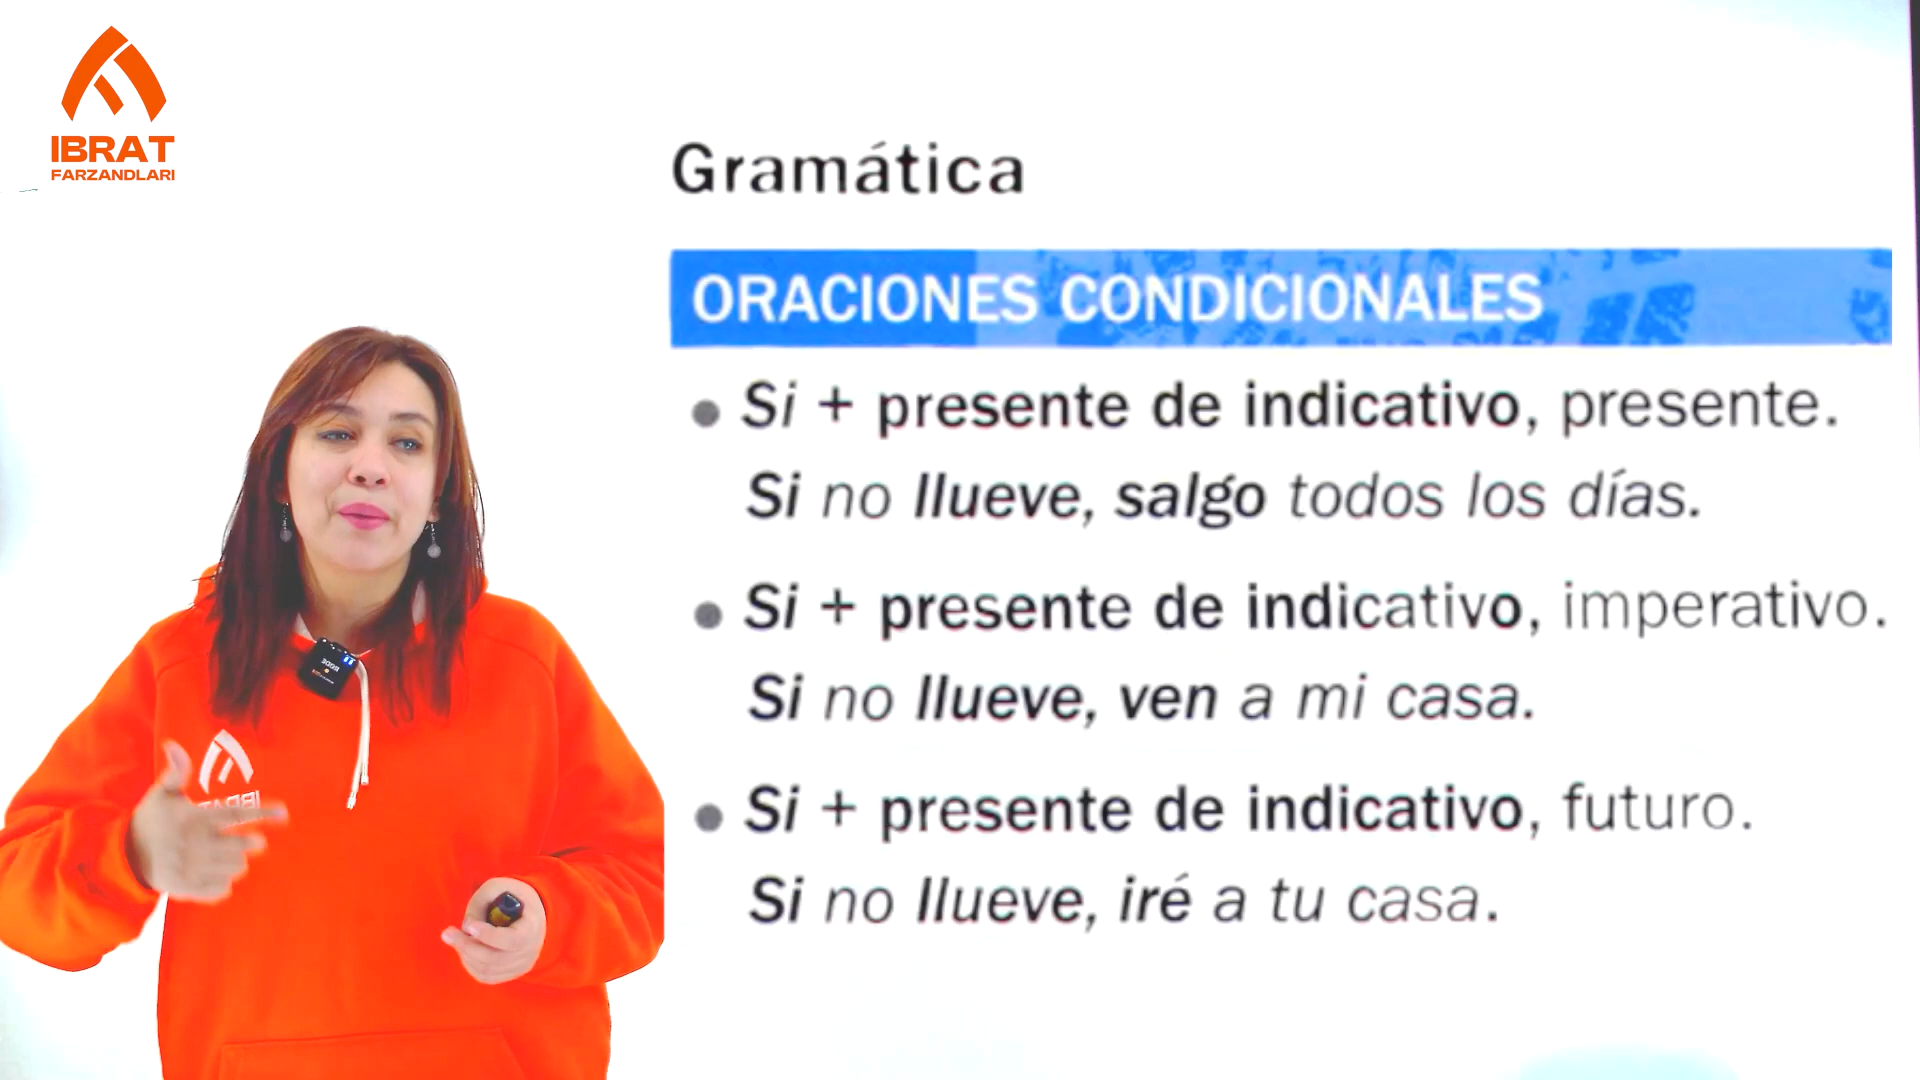 IBRAT
FARZANDLARI
Gramática
ORACIONES CONDICIONALES
• Si + presente de indicativo, presente.
Si no llueve, salgo todos los días.
• Si + presente de indicativo, imperativo.
Si no llueve, ven a mi casa.
• Si + presente de indicativo, futuro.
Si no llueve, iré a tu casa.